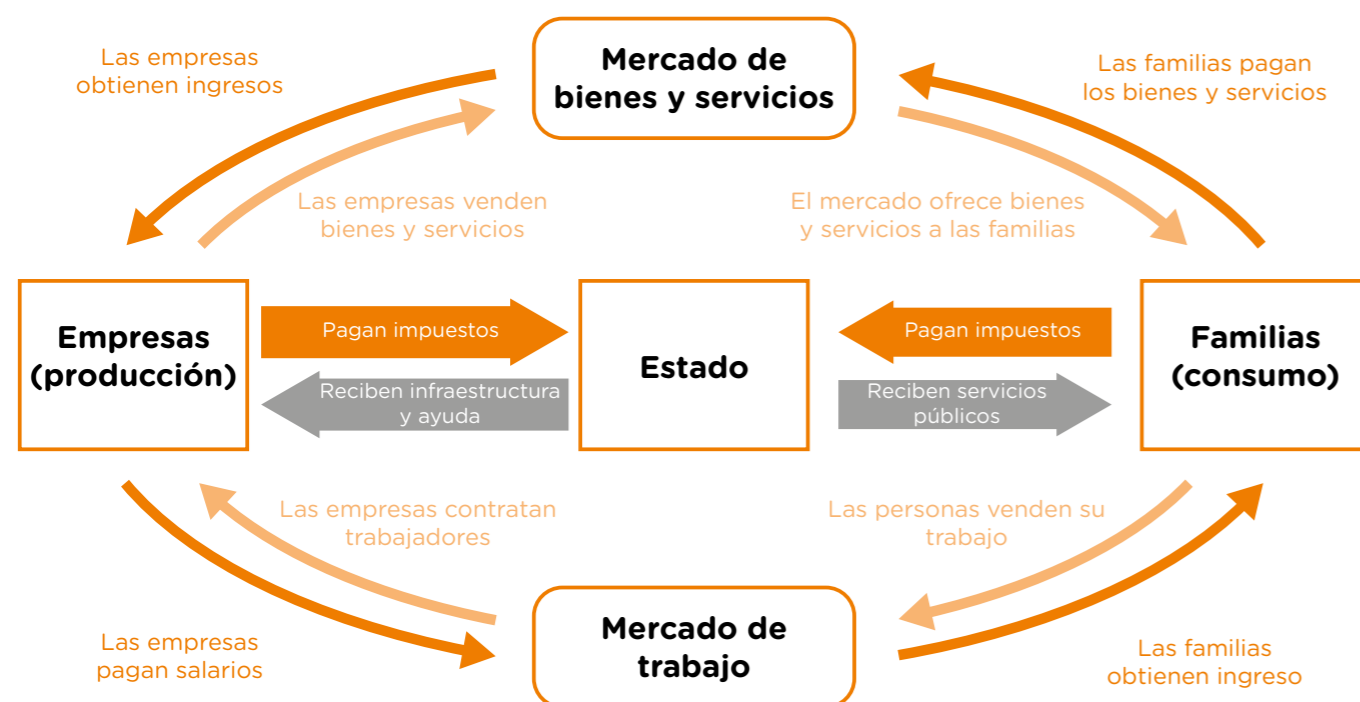 Las empresas
obtienen ingresos
Mercado de
bienes y servicios
Las familias pagan
los bienes y servicios
Las empresas venden
bienes y servicios
El mercado ofrece bienes
y servicios a las familias
Empresas
(producción)
Pagan impuestos
Reciben infraestructura
y ayuda
Estado
Pagan impuestos
Reciben servicios
públicos
Familias
(consumo)
Las empresas contratan
trabajadores
Las personas venden su
trabajo
Las empresas
pagan salarios
Mercado de
trabajo
Las familias
obtienen ingreso